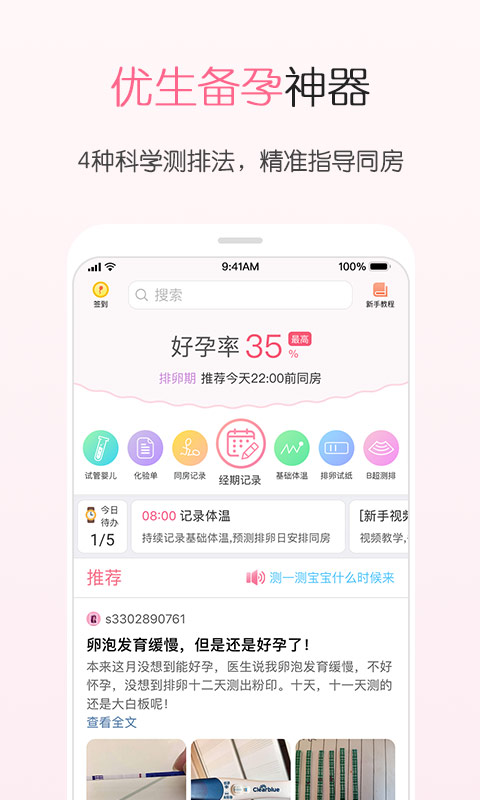 优生备孕神器
4种科学测排法，精准指导同房
9:41AM
100%
签到
搜索
新手教程
好孕率 35 % 最高
排卵期 推荐今天22:00前同房
试管婴儿
化验单
同房记录
经期记录
基础体温
排卵试纸
B超测排
今日
待办
1/5
08:00 记录体温
持续记录基础体温,预测排卵日安排同房
[新手视频
视频教学,
推荐
测一测宝宝什么时候来
s3302890761
卵泡发育缓慢，但是还是好孕了！
本来这月没想到能好孕，医生说我卵泡发育缓慢，不好
怀孕，没想到排卵十二天测出粉印。十天，十一天测的
还是大白板呢！
查看全文
Clearblue